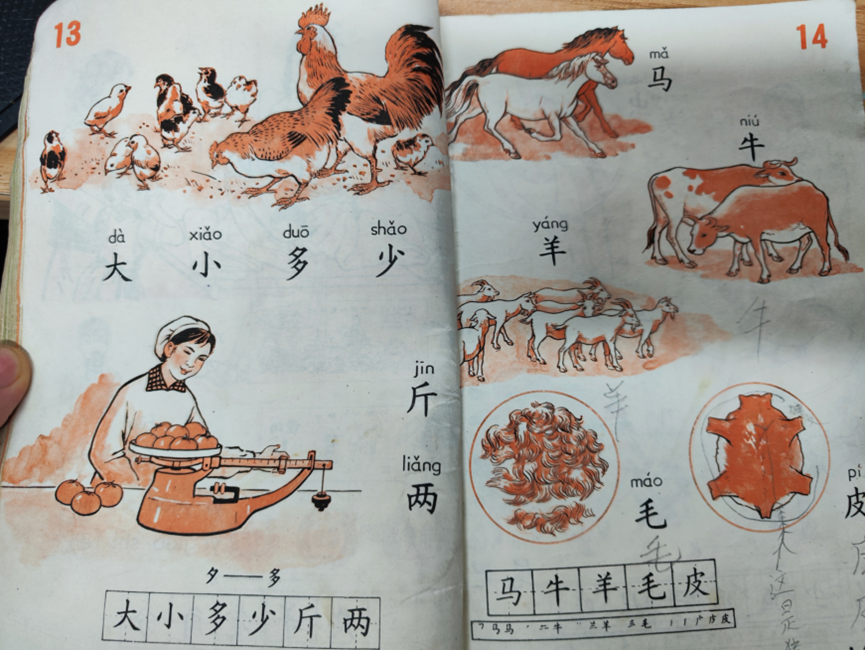 13
dà xiǎo duō shǎo
大 小 多 少
jīn
斤
liǎng
两
夕——多
大 小 多 少 斤 两
14
mǎ
马
niú
牛
yáng
羊
牛
羊
máo
毛
毛
pí
皮
这是
马 牛 羊 毛 皮